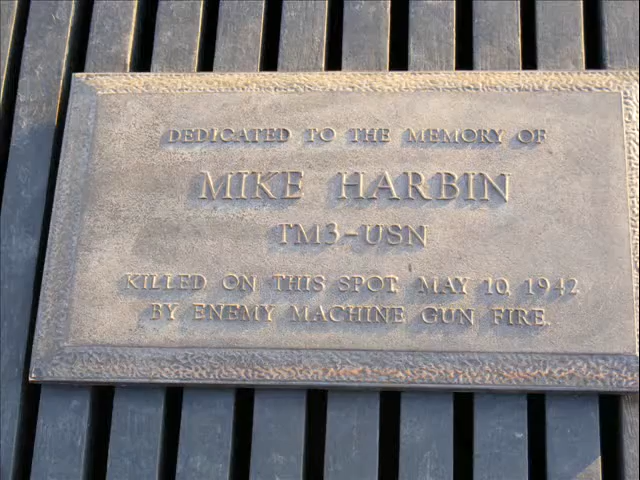 DEDICATED TO THE MEMORY OF
MIKE HARBIN
TM3-USN
KILLED ON THIS SPOT, MAY 10, 1942
BY ENEMY MACHINE GUN FIRE.